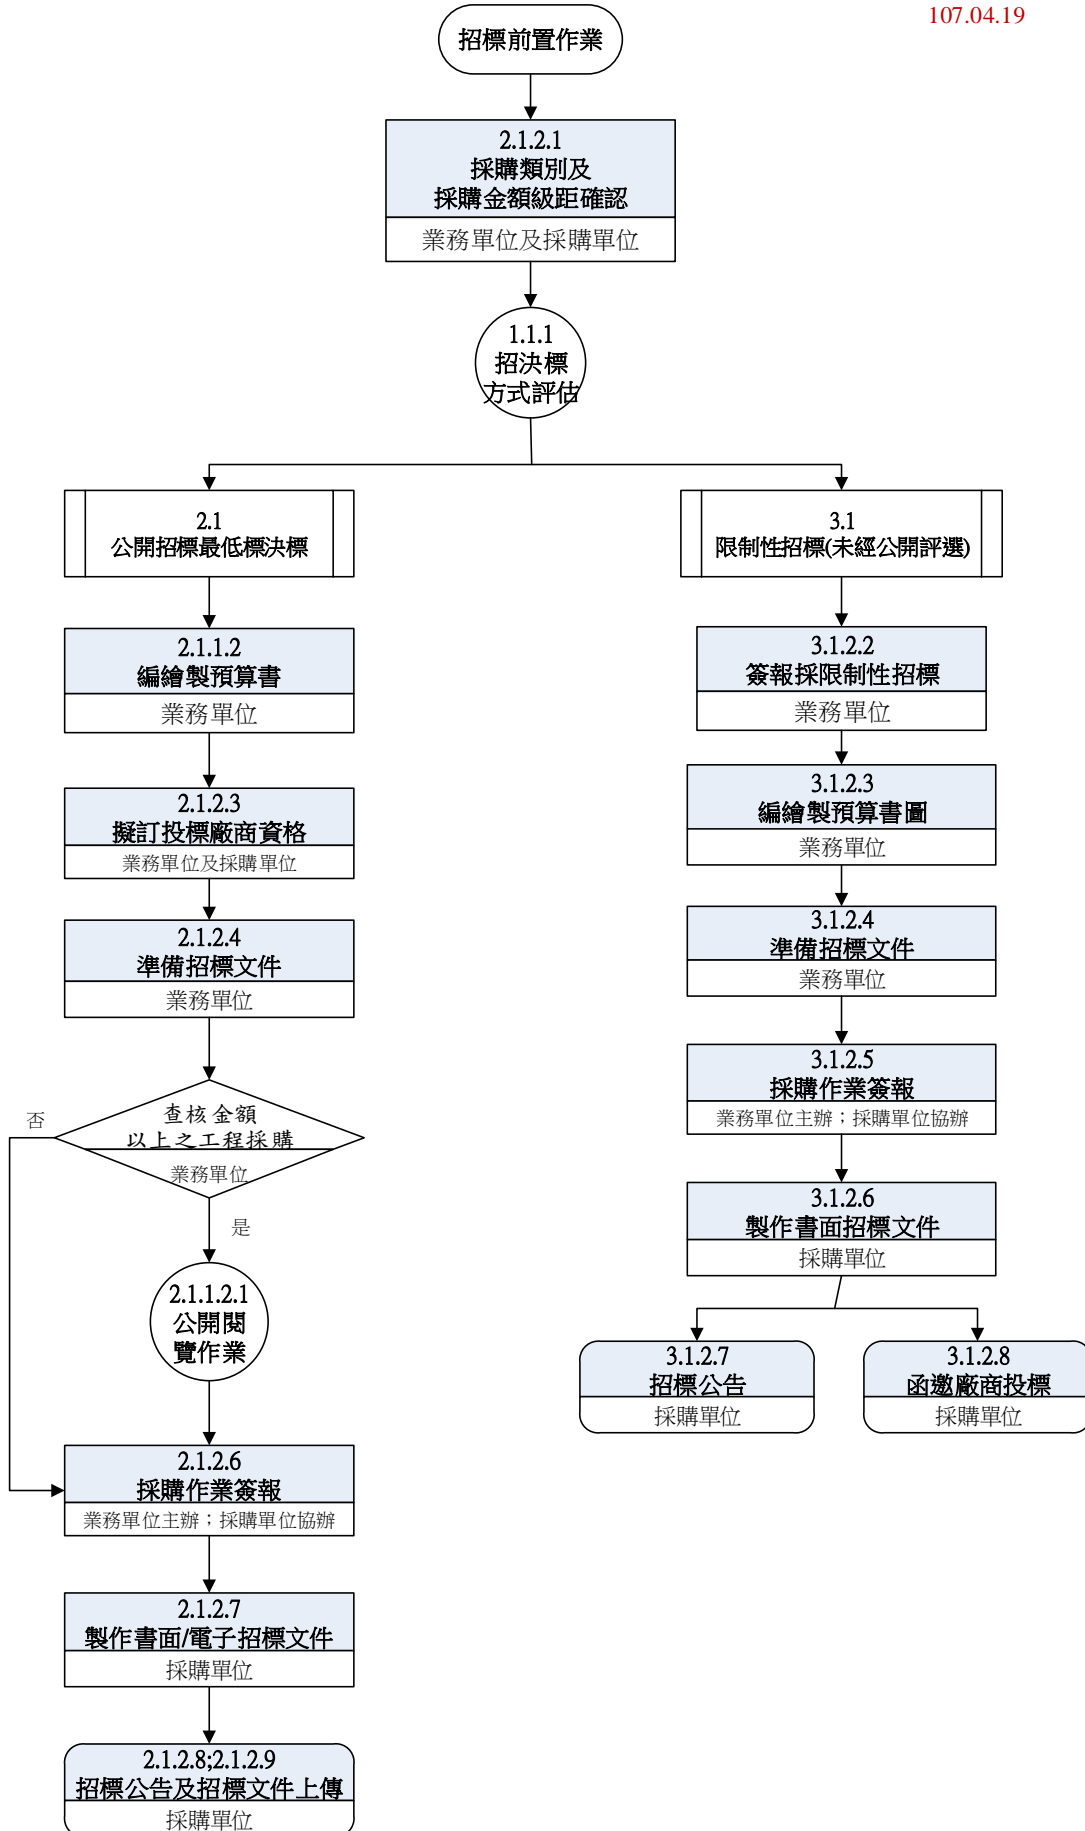 107.04.19
招標前置作業
2.1.2.1
採購類別及
採購金額級距確認
業務單位及採購單位
1.1.1
招決標
方式評估
2.1
公開招標最低標決標
2.1.1.2
編繪製預算書
業務單位
2.1.2.3
擬訂投標廠商資格
業務單位及採購單位
2.1.2.4
準備招標文件
業務單位
查核金額
以上之工程採購
業務單位
否
是
2.1.1.2.1
公開閱
覽作業
2.1.2.6
採購作業簽報
業務單位主辦；採購單位協辦
2.1.2.7
製作書面/電子招標文件
採購單位
2.1.2.8;2.1.2.9
招標公告及招標文件上傳
採購單位
3.1
限制性招標(未經公開評選)
3.1.2.2
簽報採限制性招標
業務單位
3.1.2.3
編繪製預算書圖
業務單位
3.1.2.4
準備招標文件
業務單位
3.1.2.5
採購作業簽報
業務單位主辦；採購單位協辦
3.1.2.6
製作書面招標文件
採購單位
3.1.2.7
招標公告
採購單位
3.1.2.8
函邀廠商投標
採購單位